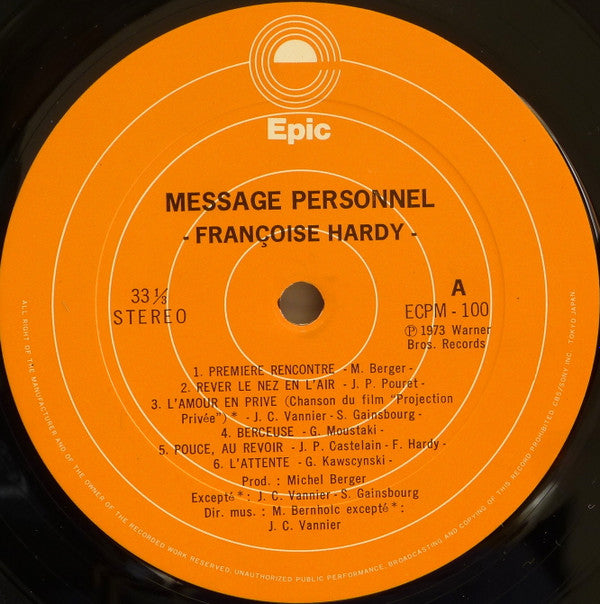 Epic
MESSAGE PERSONNEL
- FRANÇOISE HARDY -
33 ⅓
STEREO
A
ECPM - 100
Ⓟ 1973 Warner
Bros. Records
1. PREMIERE RENCONTRE - M. Berger -
2. REVER LE NEZ EN L'AIR - J. P. Pouret -
3. L'AMOUR EN PRIVE (Chanson du film "Projection
Privée") * - J. C. Vannier - S. Gainsbourg -
4. BERCEUSE - G. Moustaki -
5. POUCE, AU REVOIR - J. P. Castelain - F. Hardy -
6. L'ATTENTE - G. Kawscynski -
Prod. : Michel Berger
Excepté * : J. C. Vannier - S. Gainsbourg
Dir. mus. : M. Bernholc excepté * :
J. C. Vannier
ALL RIGHT OF THE MANUFACTURER AND OF THE OWNER OF THE RECORDED WORK RESERVED. UNAUTHORIZED PUBLIC PERFORMANCE, BROADCASTING AND COPYING OF THIS RECORD PROHIBITED. CBS/SONY INC. TOKYO JAPAN.